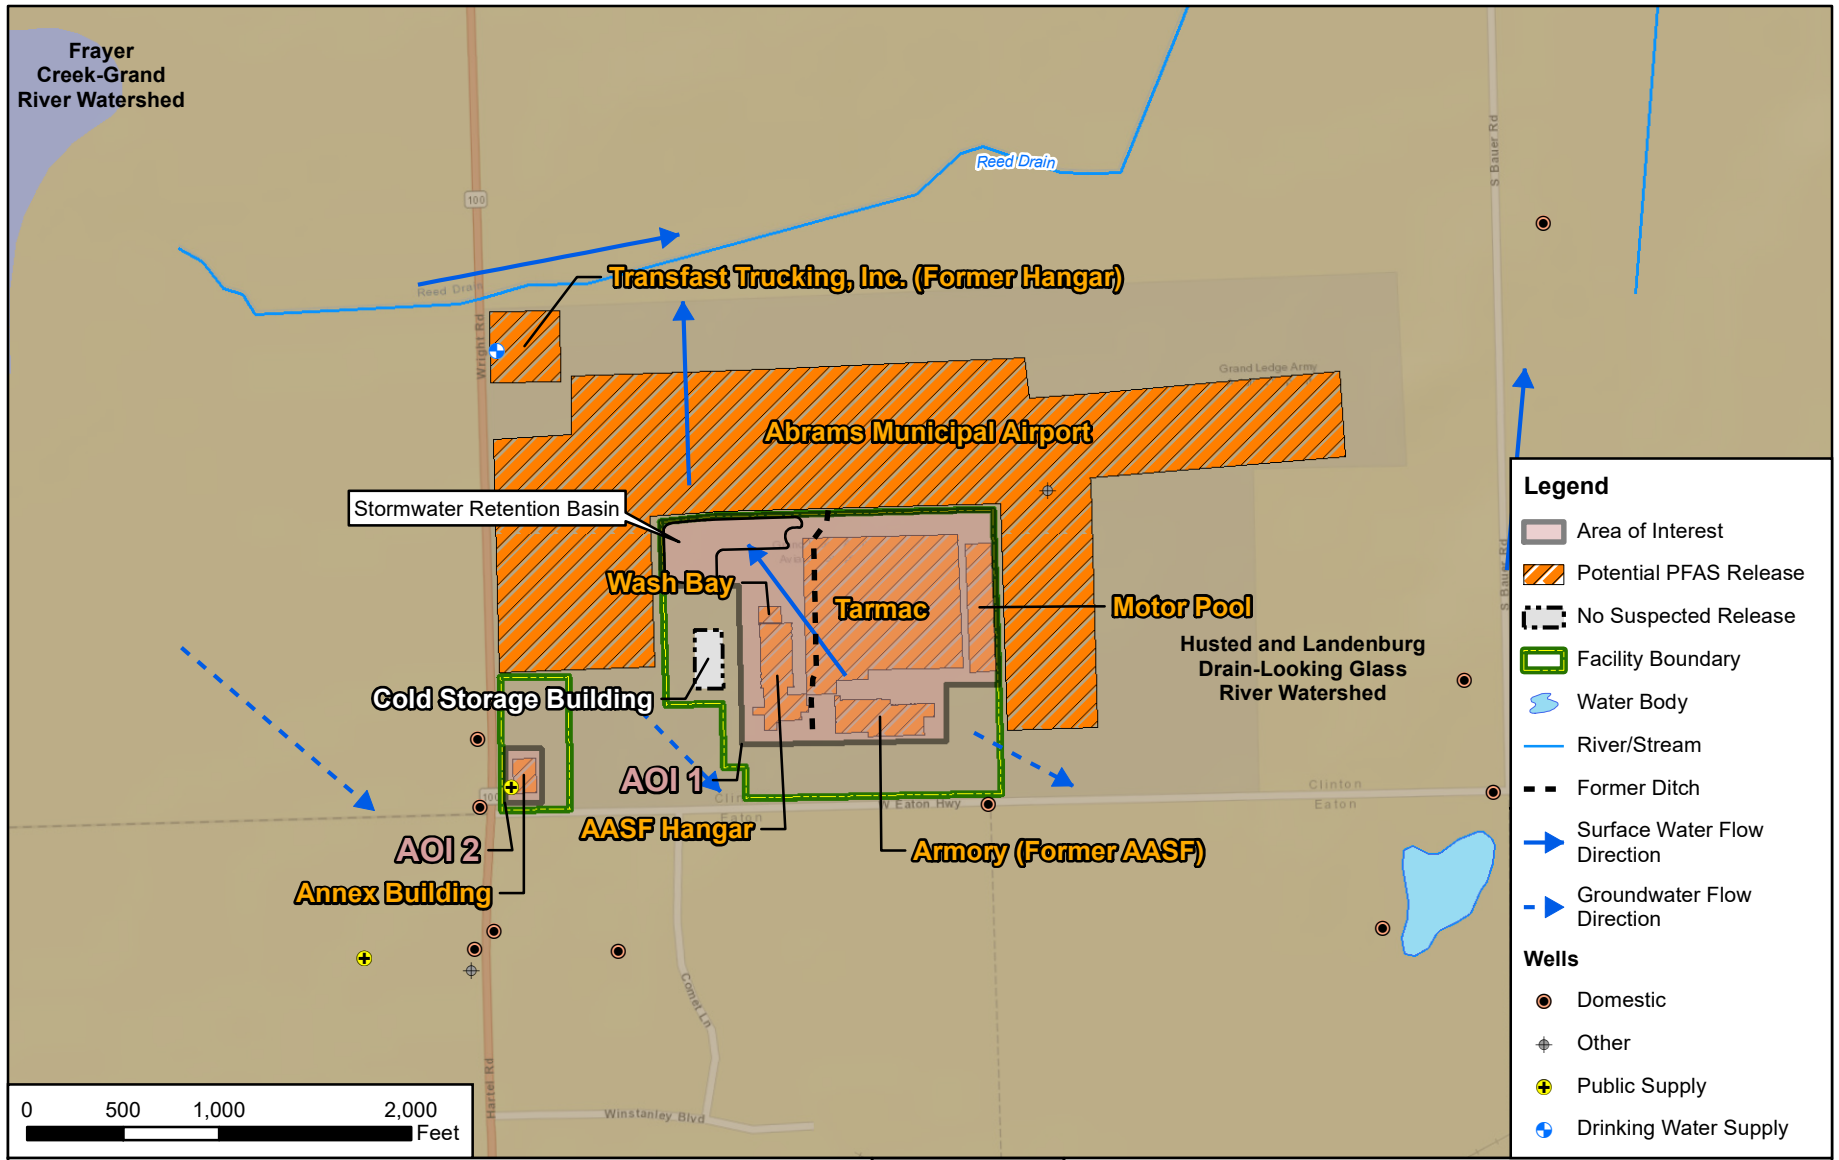 Frayer
Creek-Grand
River Watershed
100
Reed Drain
S Bauer Rd
Reed Drain
Transfast Trucking, Inc. (Former Hangar)
Wright Rd
Grand Ledge Army
Abrams Municipal Airport
Stormwater Retention Basin
Wash Bay
Tarmac
Motor Pool
S Bauer Rd
Husted and Landenburg
Drain-Looking Glass
River Watershed
Cold Storage Building
AOI 1
100
Clinton
Eaton
W Eaton Hwy
Eaton
AASF Hangar
AOI 2
Armory (Former AASF)
Annex Building
Comet Ln
Hartel Rd
Winstanley Blvd
0 500 1,000 2,000
Feet
Legend
Area of Interest
Potential PFAS Release
No Suspected Release
Facility Boundary
Water Body
River/Stream
Former Ditch
Surface Water Flow
Direction
Groundwater Flow
Direction
Wells
Domestic
Other
Public Supply
Drinking Water Supply